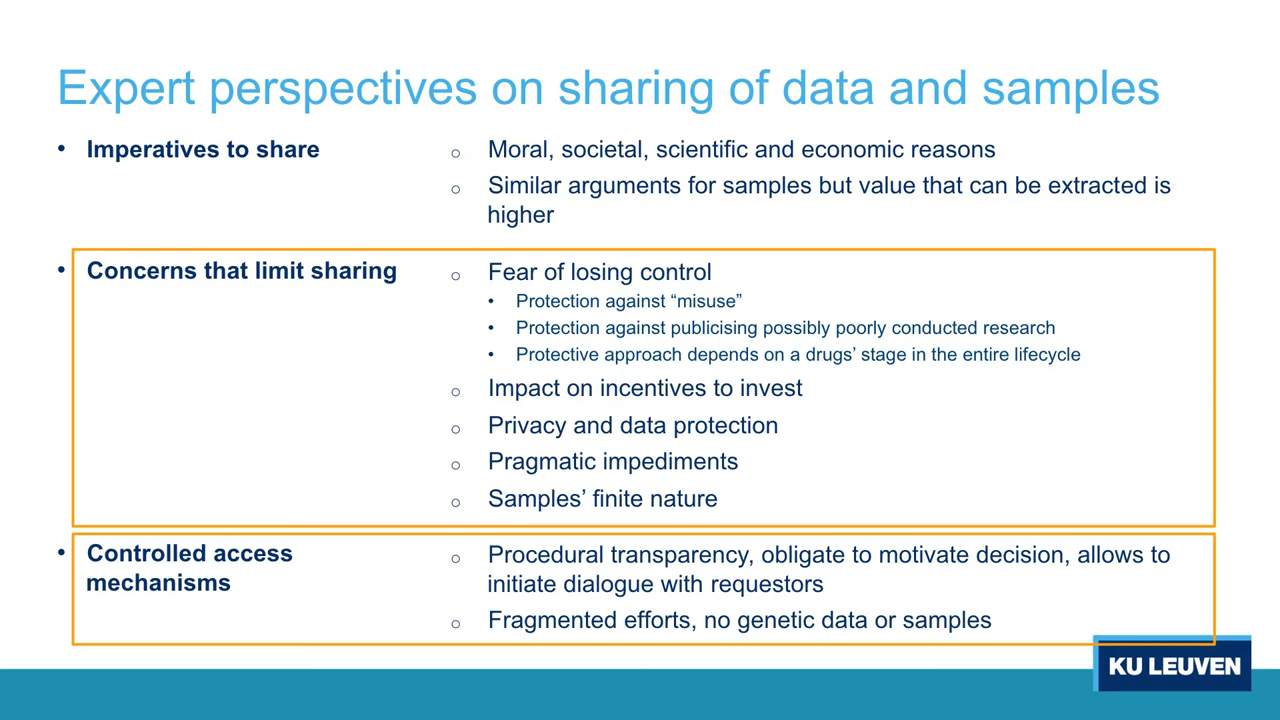 Expert perspectives on sharing of data and samples
• Imperatives to share
o Moral, societal, scientific and economic reasons
o Similar arguments for samples but value that can be extracted is
higher
• Concerns that limit sharing
o Fear of losing control
• Protection against “misuse”
• Protection against publicising possibly poorly conducted research
• Protective approach depends on a drugs’ stage in the entire lifecycle
o Impact on incentives to invest
o Privacy and data protection
o Pragmatic impediments
o Samples’ finite nature
• Controlled access
mechanisms
o Procedural transparency, obligate to motivate decision, allows to
initiate dialogue with requestors
o Fragmented efforts, no genetic data or samples
KU LEUVEN